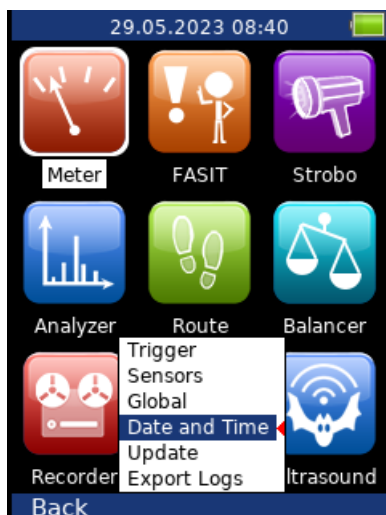 29.05.2023 08:40
Meter FASIT Strobo
Analyzer Route Balancer
Trigger
Sensors
Global
Date and Time
Update
Export Logs
Recorder ltrasound
Back